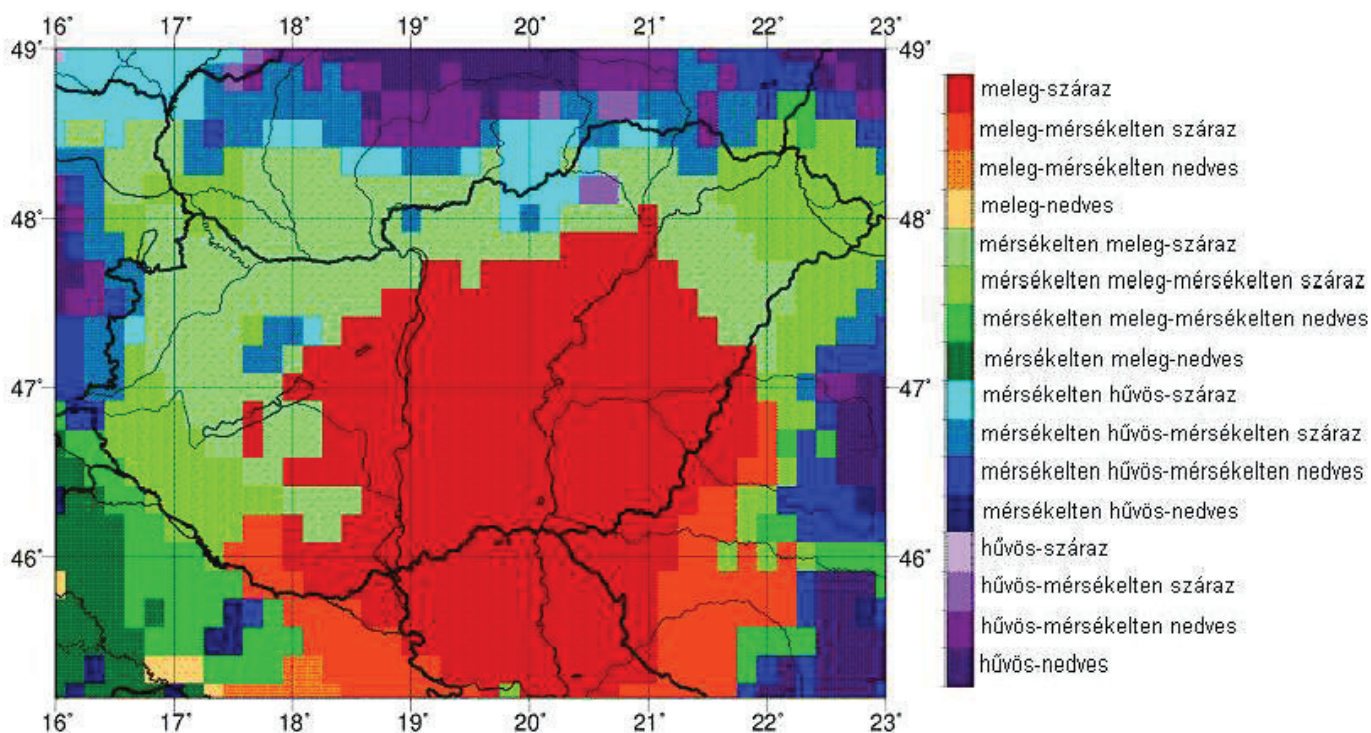 16° 17° 18° 19° 20° 21° 22° 23°
49° 49°
48° 48°
47° 47°
46° 46°
16° 17° 18° 19° 20° 21° 22° 23°
meleg-száraz
meleg-mérsékelten száraz
meleg-mérsékelten nedves
meleg-nedves
mérsékelten meleg-száraz
mérsékelten meleg-mérsékelten száraz
mérsékelten meleg-mérsékelten nedves
mérsékelten meleg-nedves
mérsékelten hűvös-száraz
mérsékelten hűvös-mérsékelten száraz
mérsékelten hűvös-mérsékelten nedves
mérsékelten hűvös-nedves
hűvös-száraz
hűvös-mérsékelten száraz
hűvös-mérsékelten nedves
hűvös-nedves